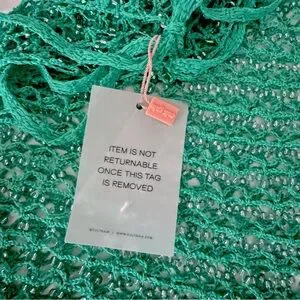 ITEM IS NOT
RETURNABLE
ONCE THIS TAG
IS REMOVED